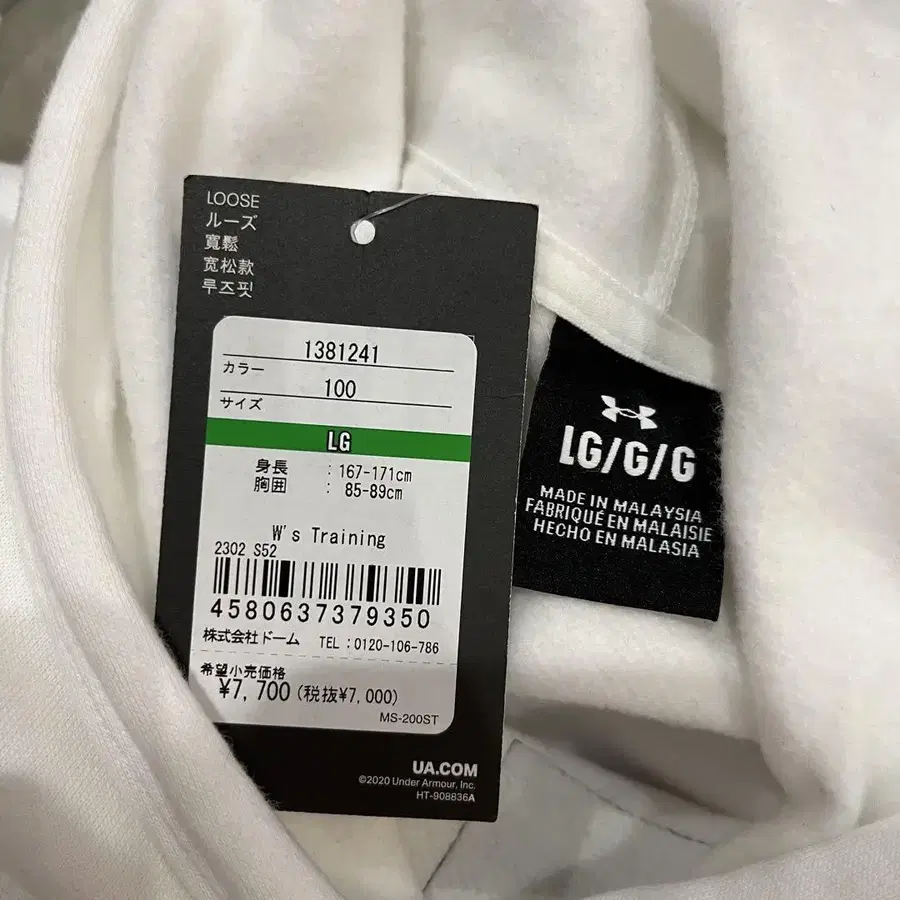 LOOSE
ルーズ
寬鬆
宽松款
루즈핏
1381241
カラー
100
サイズ
LG
身長 : 167-171cm
胸囲 : 85-89cm
W's Training
2302 S52
4580637379350
株式会社ドーム TEL:0120-106-786
希望小売価格
¥7,700 (税抜¥7,000)
MS-200ST
UA.COM
©2020 Under Armour, Inc.
HT-908836A
LG/G/G
MADE IN MALAYSIA
FABRIQUÉ EN MALAISIE
HECHO EN MALASIA